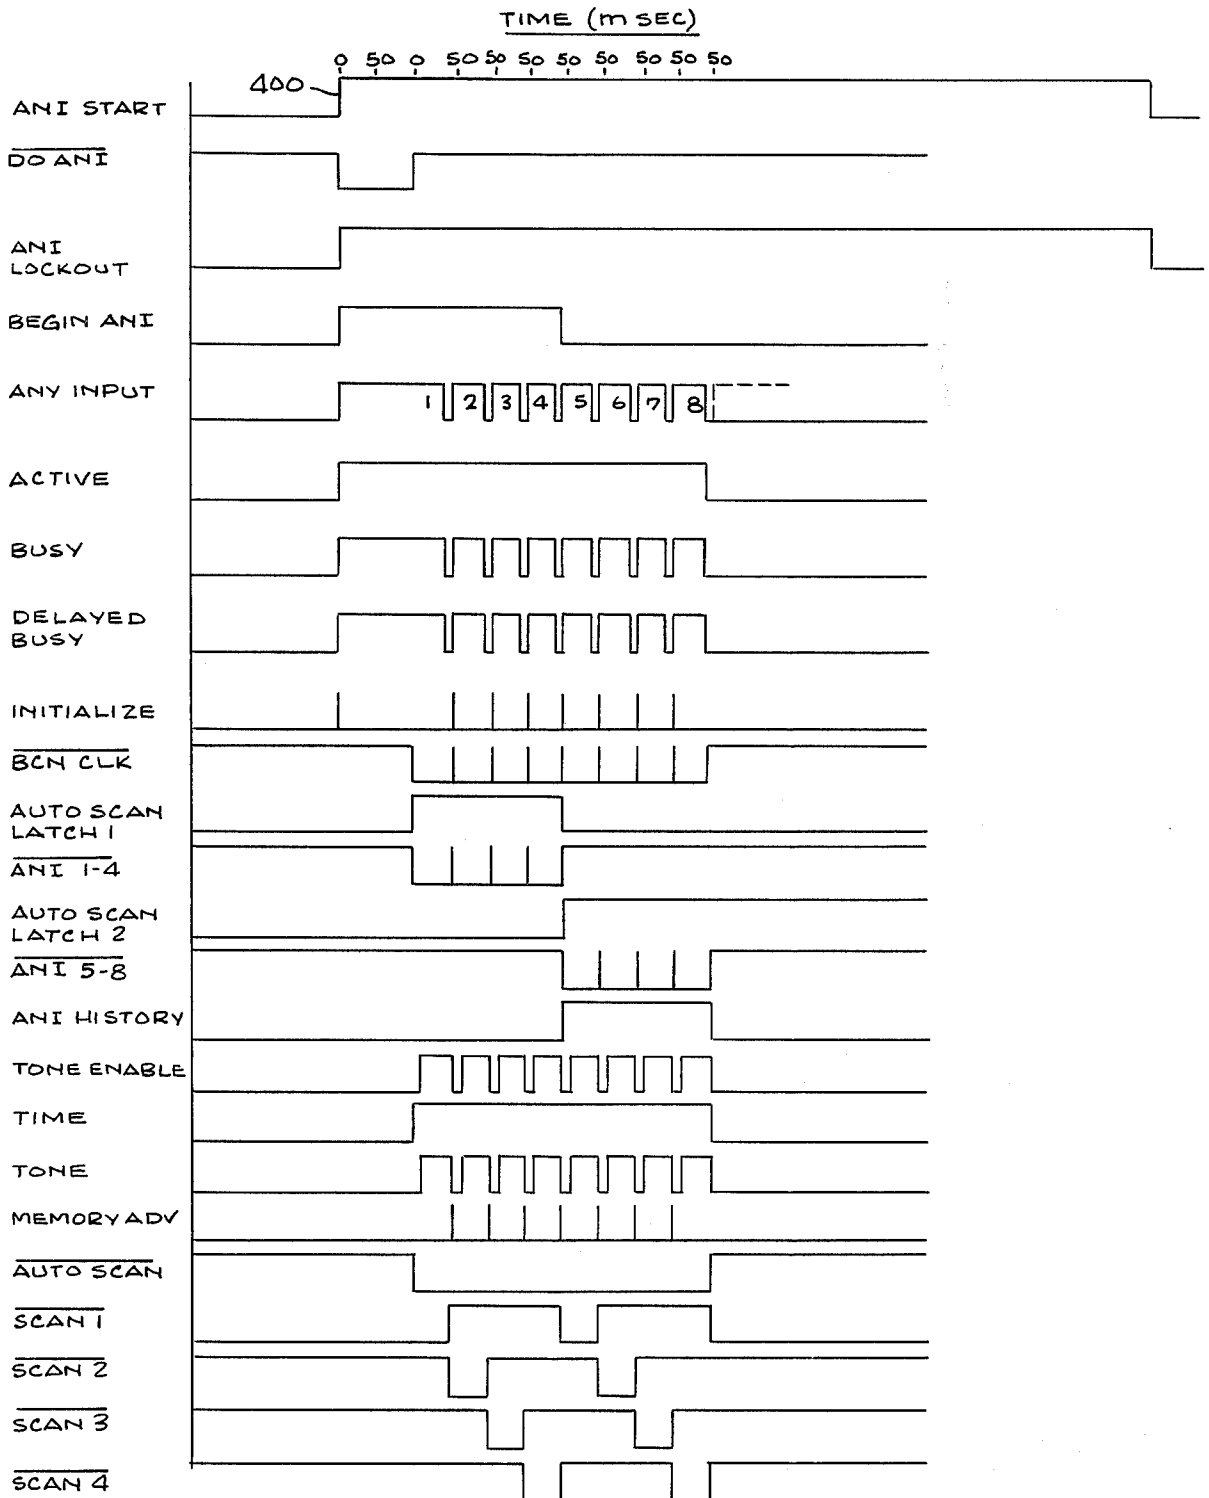 TIME (m SEC)
0 50 0 50 50 50 50 50 50 50 50
400
ANI START
DO ANI
ANI
LOCKOUT
BEGIN ANI
ANY INPUT
1 2 3 4 5 6 7 8
ACTIVE
BUSY
DELAYED
BUSY
INITIALIZE
BCN CLK
AUTO SCAN
LATCH 1
ANI 1-4
AUTO SCAN
LATCH 2
ANI 5-8
ANI HISTORY
TONE ENABLE
TIME
TONE
MEMORY ADV
AUTO SCAN
SCAN 1
SCAN 2
SCAN 3
SCAN 4